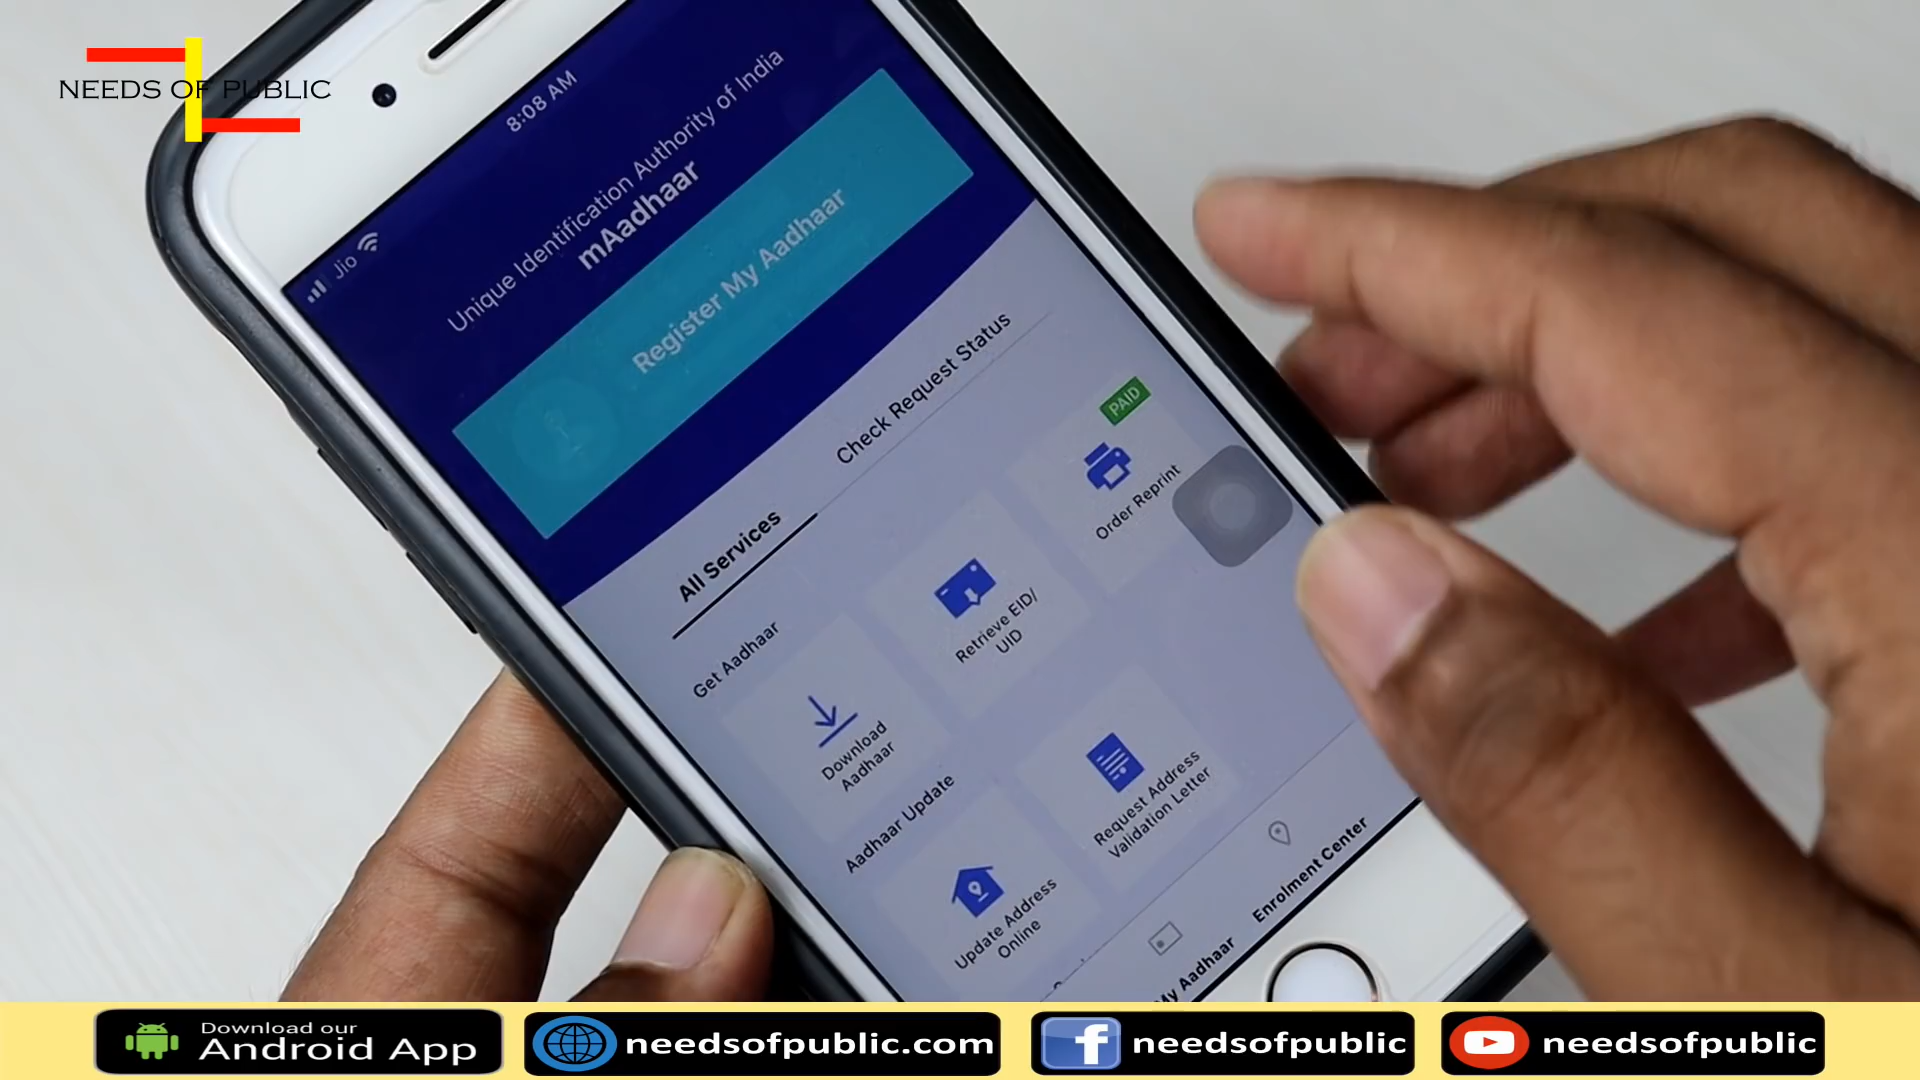 NEEDS OF PUBLIC
Jio
8:08 AM
Unique Identification Authority of India
mAadhaar
Register My Aadhaar
All Services
Check Request Status
Get Aadhaar
Download
Aadhaar
Retrieve EID/
UID
PAID
Order Reprint
Aadhaar Update
Update Address
Online
Request Address
Validation Letter
My Aadhaar
Enrolment Center
Download our
Android App
needsofpublic.com
needsofpublic
needsofpublic